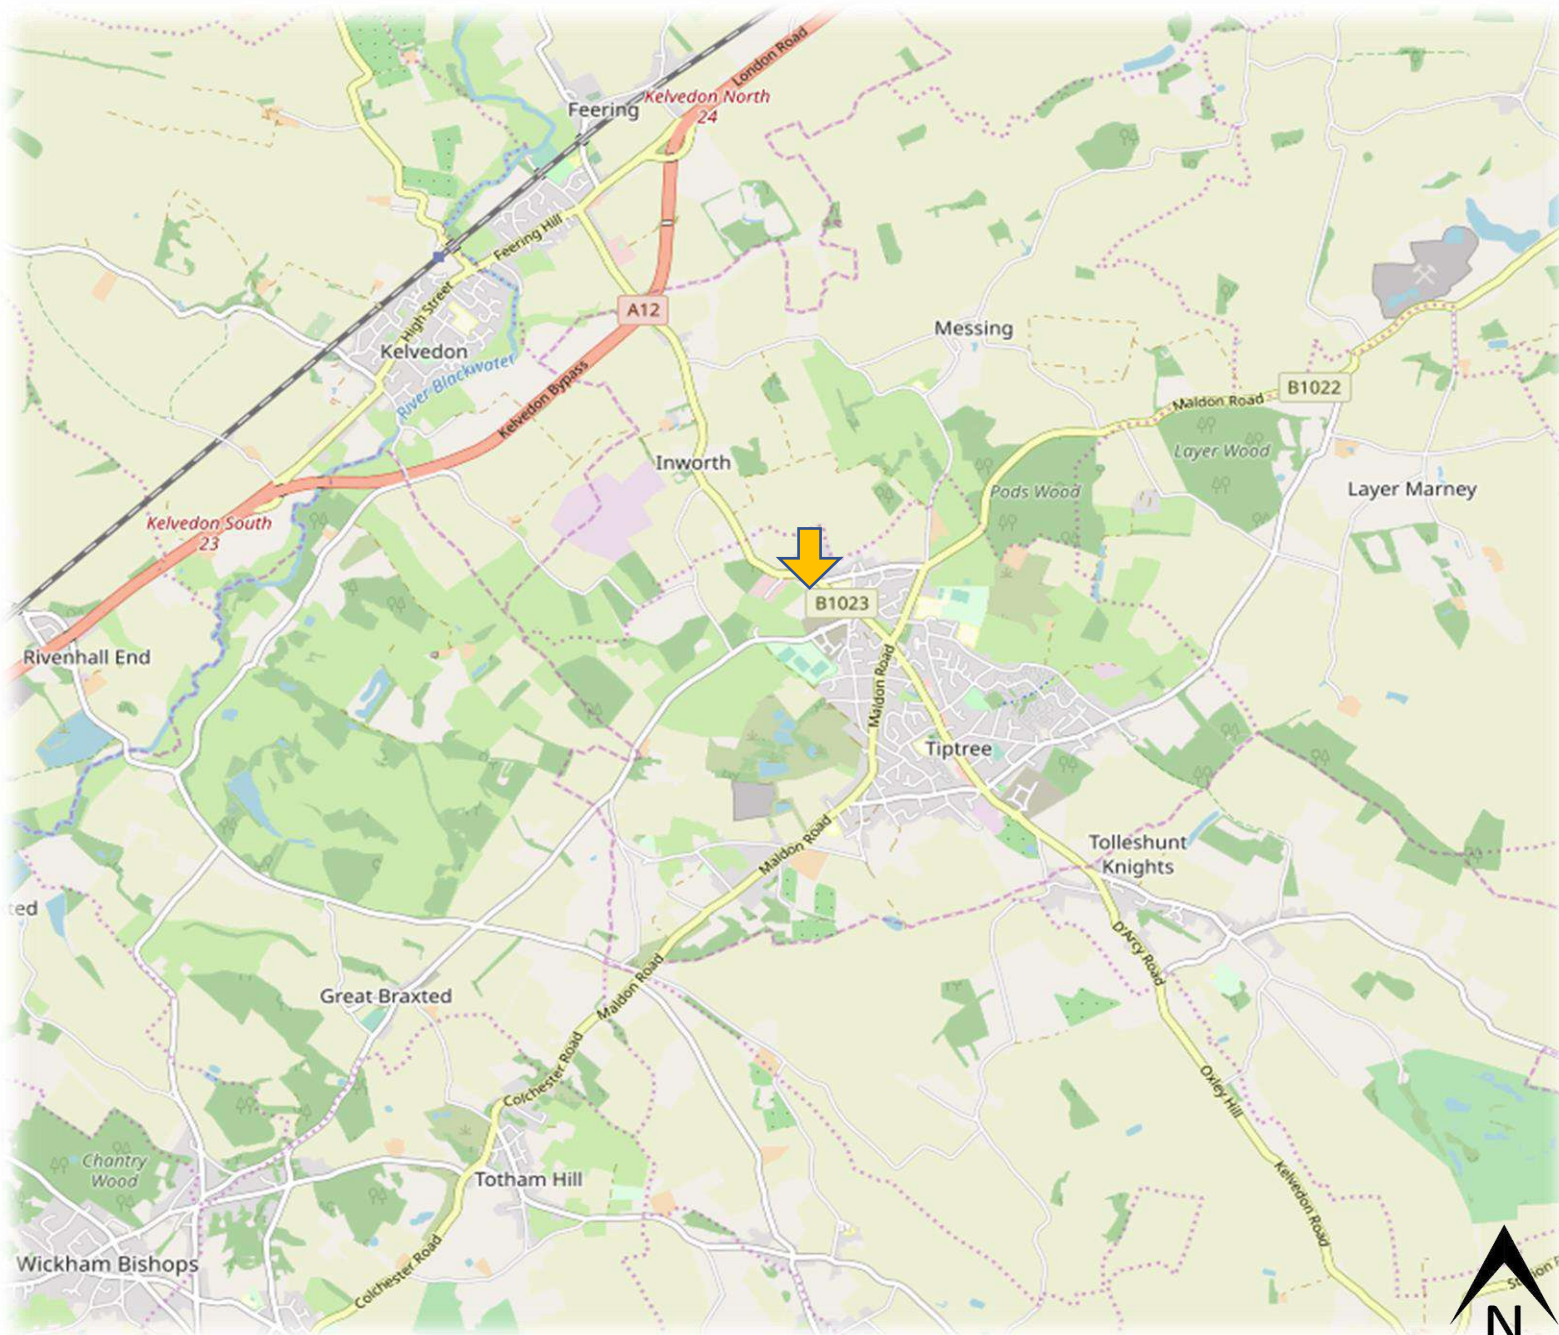 London Road
Feering
Kelvedon North
24
Feering Hill
High Street
A12
Kelvedon
River Blackwater
Kelvedon Bypass
Messing
B1022
Maldon Road
Layer Wood
Inworth
Pods Wood
Layer Marney
Kelvedon South
23
B1023
Rivenhall End
Maldon Road
Tiptree
Maldon Road
Tolleshunt
Knights
ted
D'Arcy Road
Maldon Road
Great Braxted
Colchester Road
Oxley Hill
Chantry
Wood
Totham Hill
Kelvedon Road
Wickham Bishops
Colchester Road
N